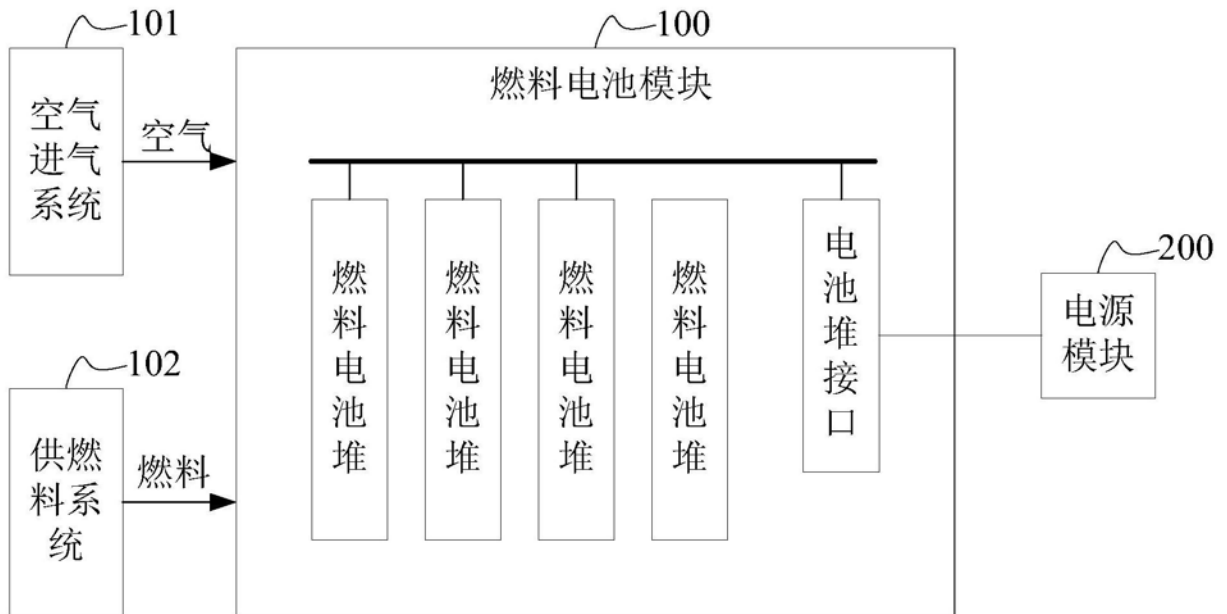 101
100
燃料电池模块
空气
进气
系统
空气
燃料电池堆
燃料电池堆
燃料电池堆
燃料电池堆
电池堆接口
200
电源
模块
102
供燃
料系
统
燃料